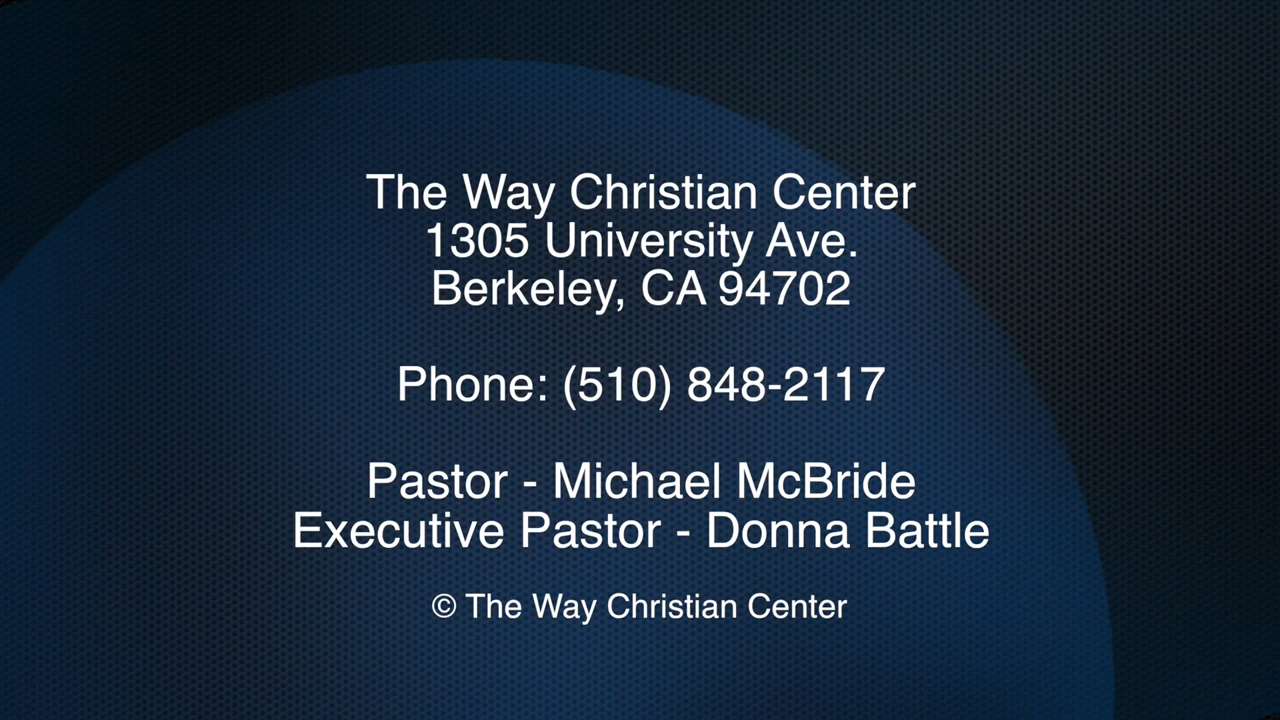 The Way Christian Center
1305 University Ave.
Berkeley, CA 94702
Phone: (510) 848-2117
Pastor - Michael McBride
Executive Pastor - Donna Battle
© The Way Christian Center